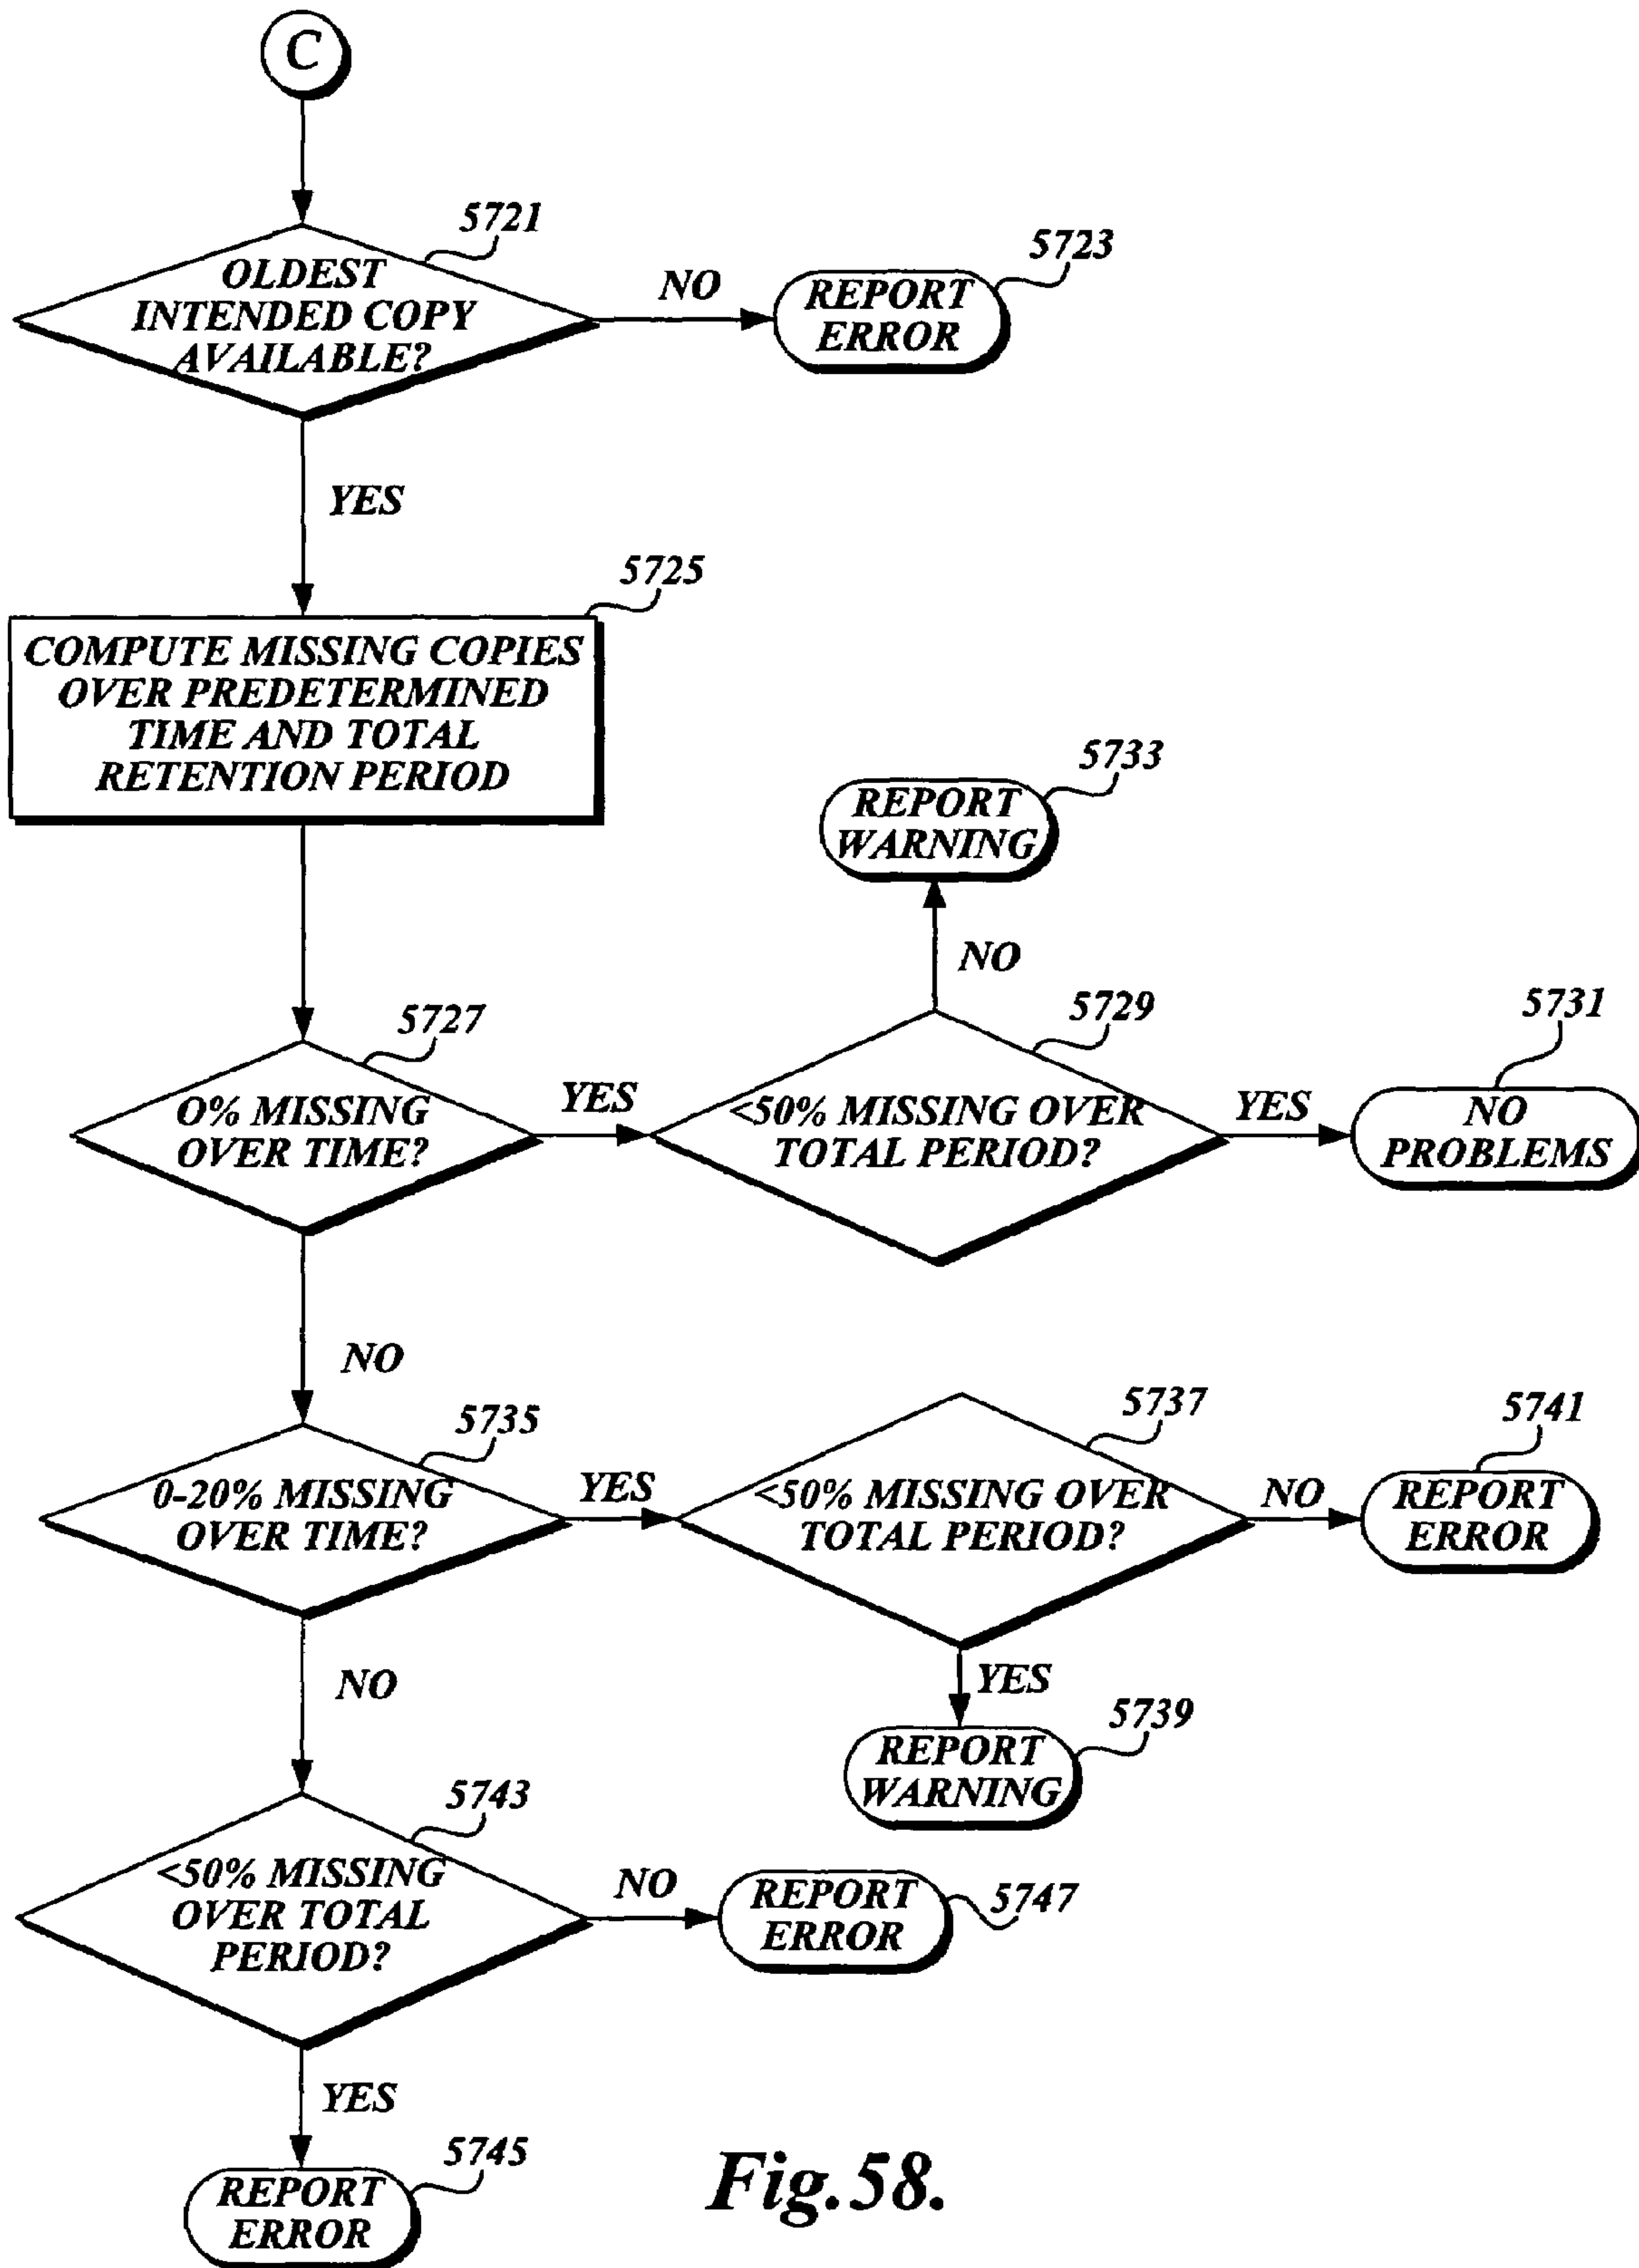 C
5721
OLDEST
INTENDED COPY
AVAILABLE?
NO
5723
REPORT
ERROR
YES
5725
COMPUTE MISSING COPIES
OVER PREDETERMINED
TIME AND TOTAL
RETENTION PERIOD
5733
REPORT
WARNING
NO
5727
0% MISSING
OVER TIME?
YES
5729
<50% MISSING OVER
TOTAL PERIOD?
YES
5731
NO
PROBLEMS
NO
5735
0-20% MISSING
OVER TIME?
YES
5737
<50% MISSING OVER
TOTAL PERIOD?
NO
5741
REPORT
ERROR
YES
5739
REPORT
WARNING
NO
5743
<50% MISSING
OVER TOTAL
PERIOD?
NO
5747
REPORT
ERROR
YES
5745
REPORT
ERROR
Fig.58.